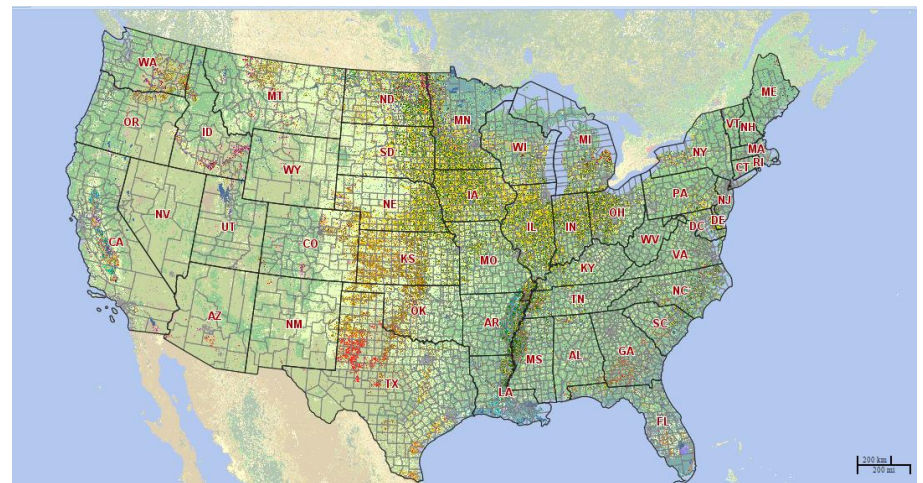 WA
MT
ND
MN
ME
OR
ID
SD
WI
MI
VT
NH
NY
MA
CT
RI
WY
IA
PA
NJ
NE
NV
UT
CO
IL
IN
OH
DE
DC
WV
VA
CA
KS
MO
KY
AZ
NM
OK
AR
TN
NC
SC
MS
AL
GA
TX
LA
FL
200 km
200 mi